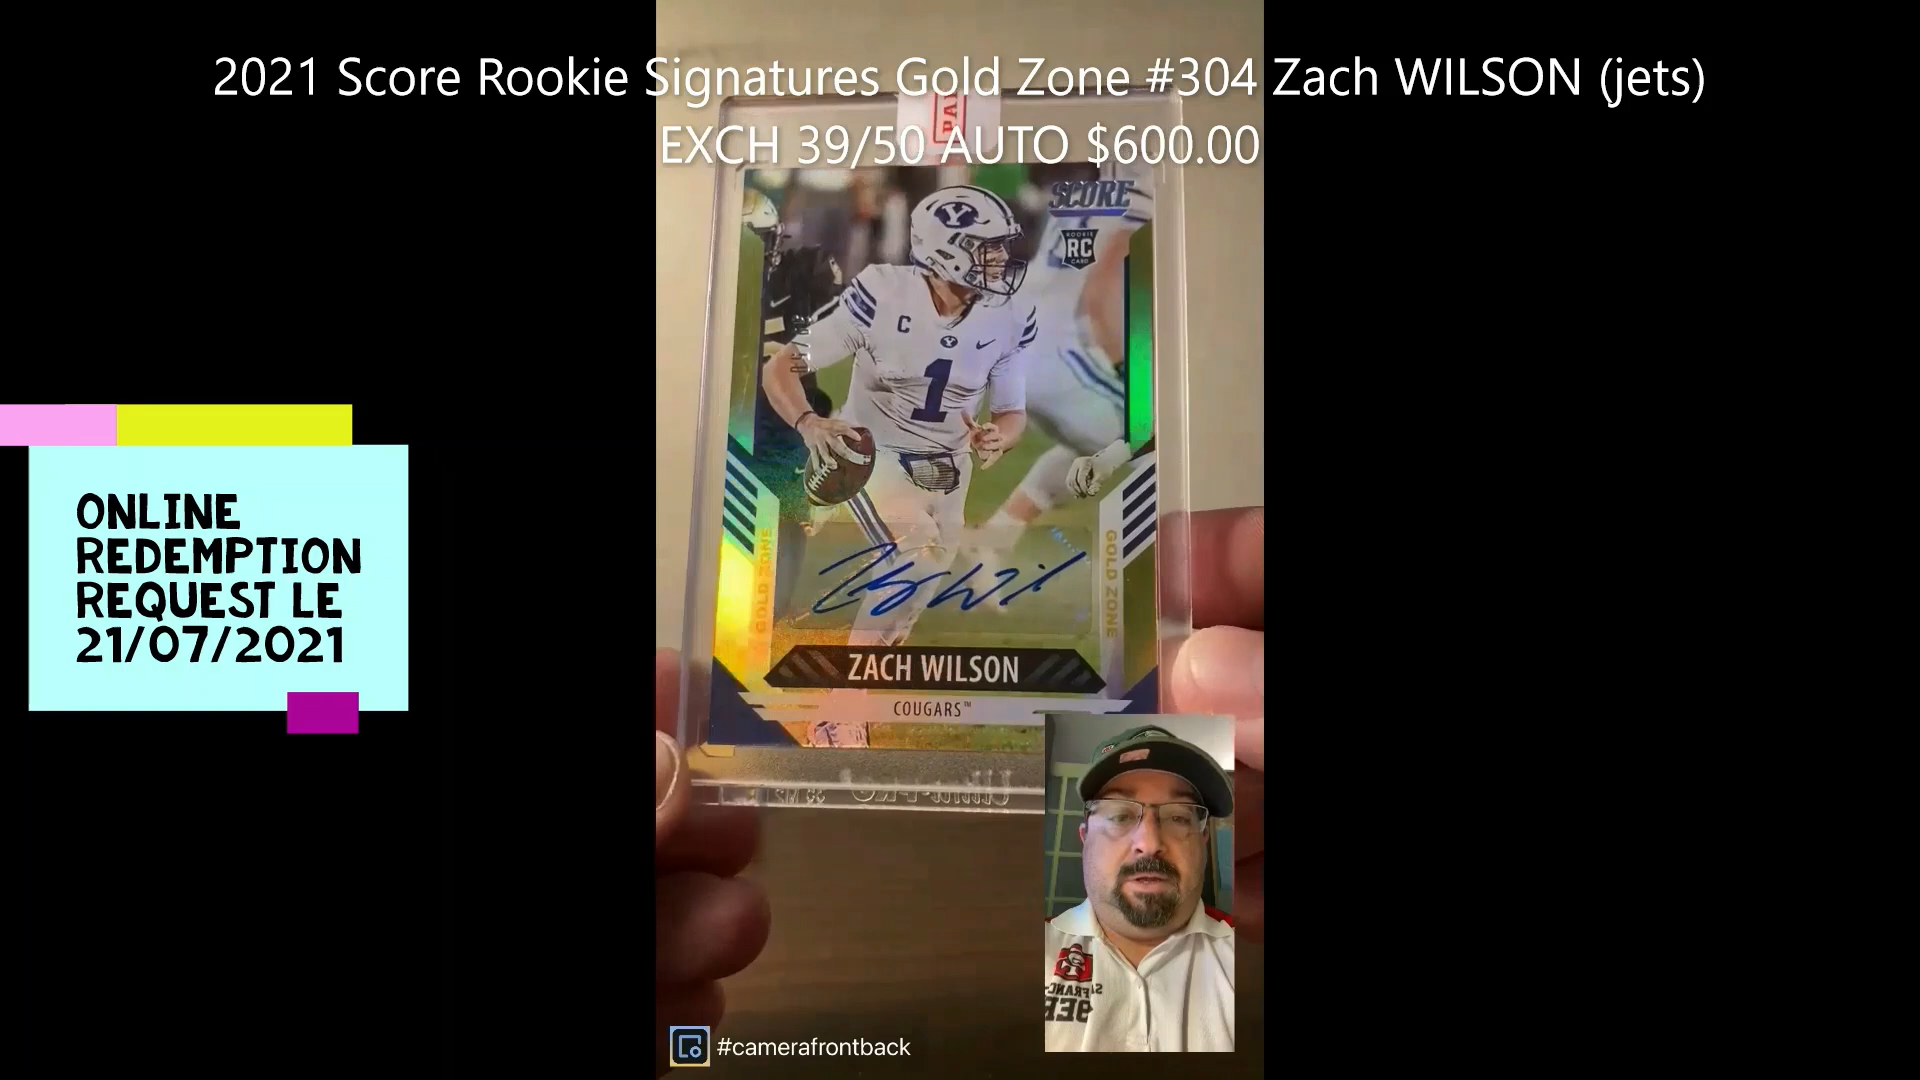 2021 Score Rookie Signatures Gold Zone #304 Zach WILSON (jets)
EXCH 39/50 AUTO $600.00
SCORE
ROOKIE
RC
CARD
C
Y
1
ONLINE
REDEMPTION
REQUEST LE
21/07/2021
GOLD ZONE
GOLD ZONE
ZACH WILSON
COUGARS™
#camerafrontback